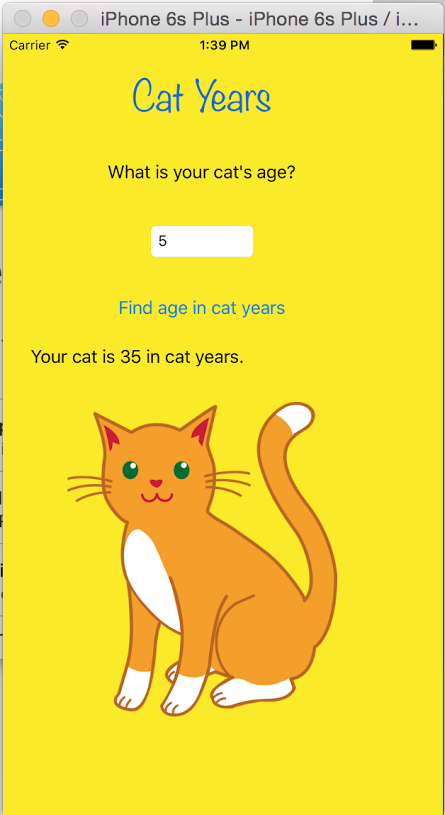 iPhone 6s Plus - iPhone 6s Plus / i...
Carrier 1:39 PM
Cat Years
What is your cat's age?
5
Find age in cat years
Your cat is 35 in cat years.